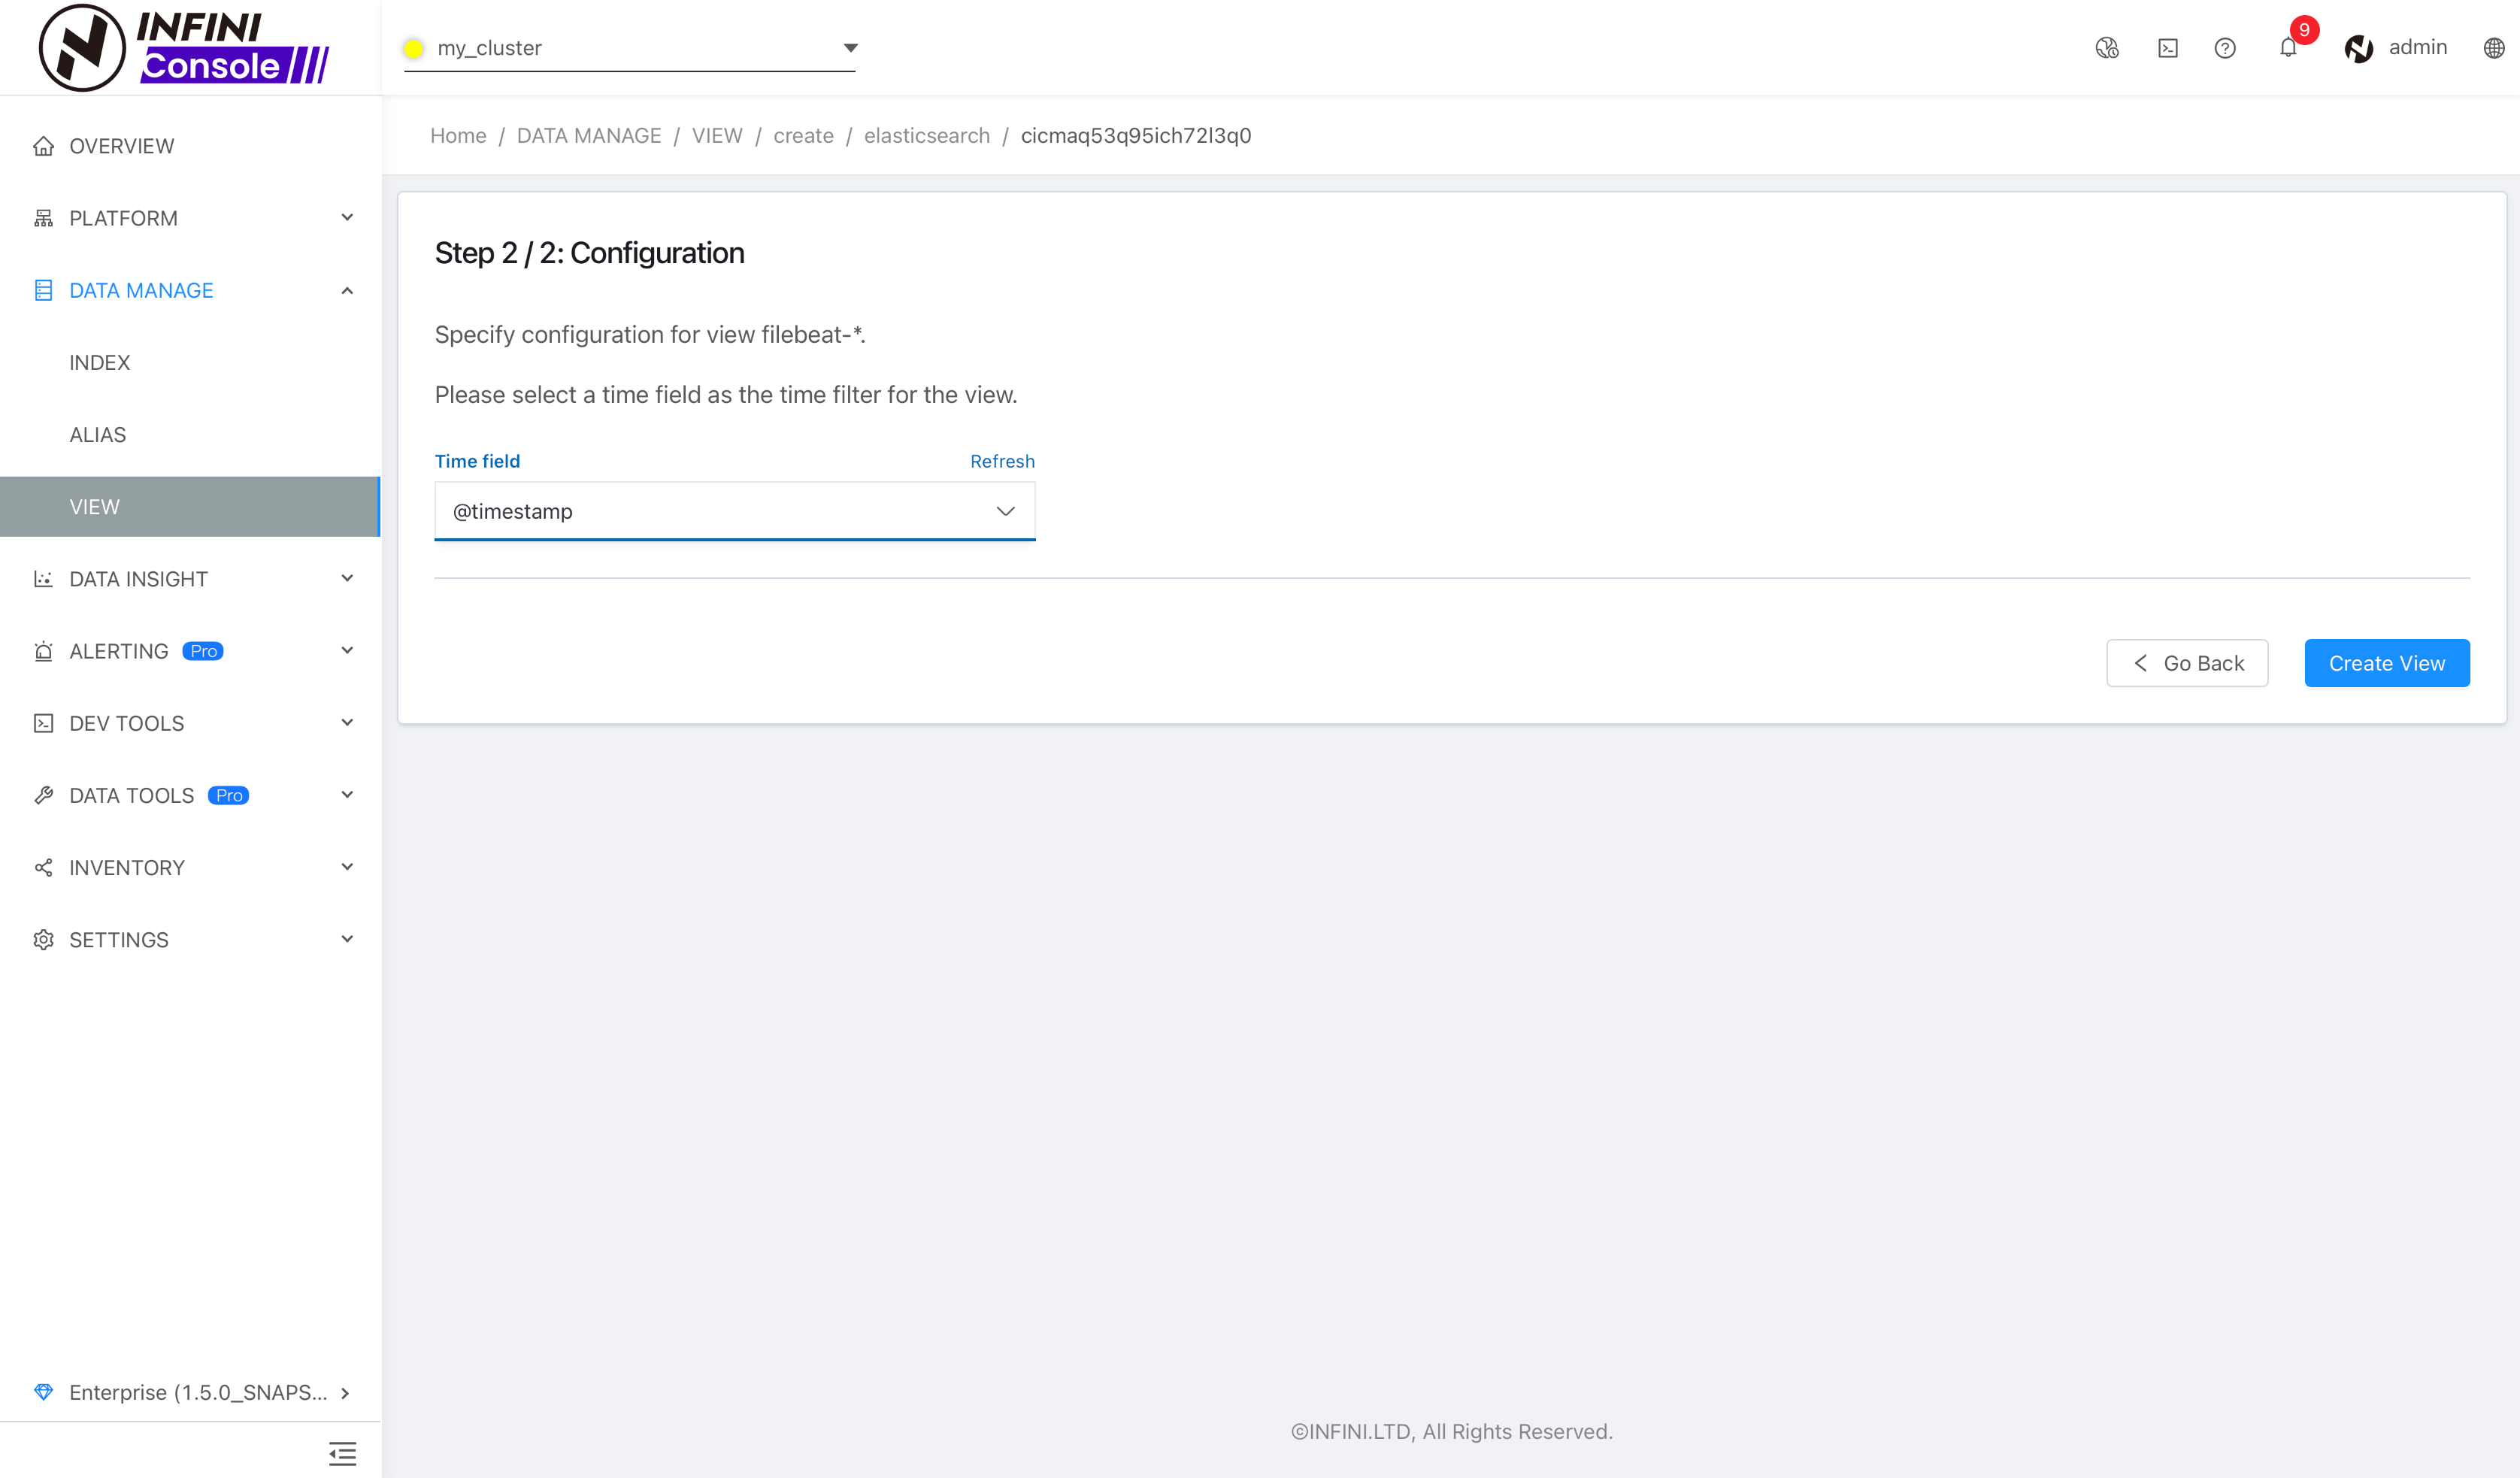 INFINI
Console
my_cluster
9
admin
Home / DATA MANAGE / VIEW / create / elasticsearch / cicmaq53q95ich72l3q0
OVERVIEW
PLATFORM
DATA MANAGE
INDEX
ALIAS
VIEW
DATA INSIGHT
ALERTING Pro
DEV TOOLS
DATA TOOLS Pro
INVENTORY
SETTINGS
Enterprise (1.5.0_SNAPS...
Step 2 / 2: Configuration
Specify configuration for view filebeat-*.
Please select a time field as the time filter for the view.
Time field Refresh
@timestamp
Go Back Create View
©INFINI.LTD, All Rights Reserved.